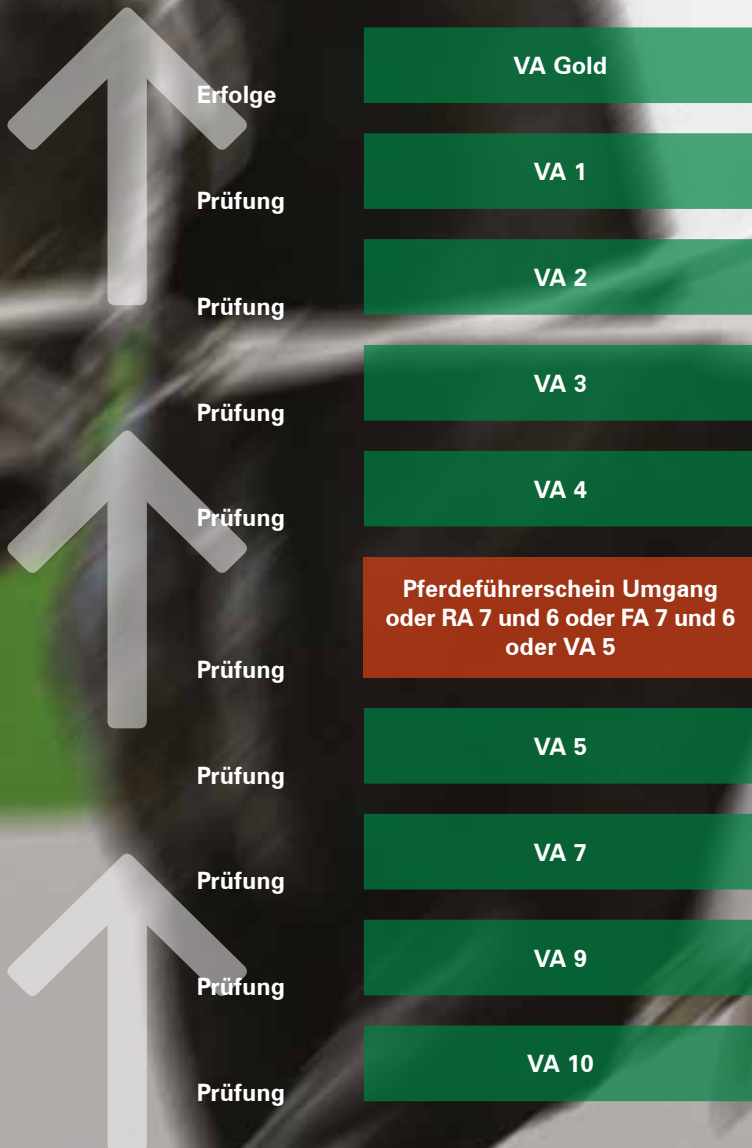 VA Gold
Erfolge
VA 1
Prüfung
VA 2
Prüfung
VA 3
Prüfung
VA 4
Prüfung
Pferdeführerschein Umgang
oder RA 7 und 6 oder FA 7 und 6
oder VA 5
Prüfung
VA 5
Prüfung
VA 7
Prüfung
VA 9
Prüfung
VA 10
Prüfung